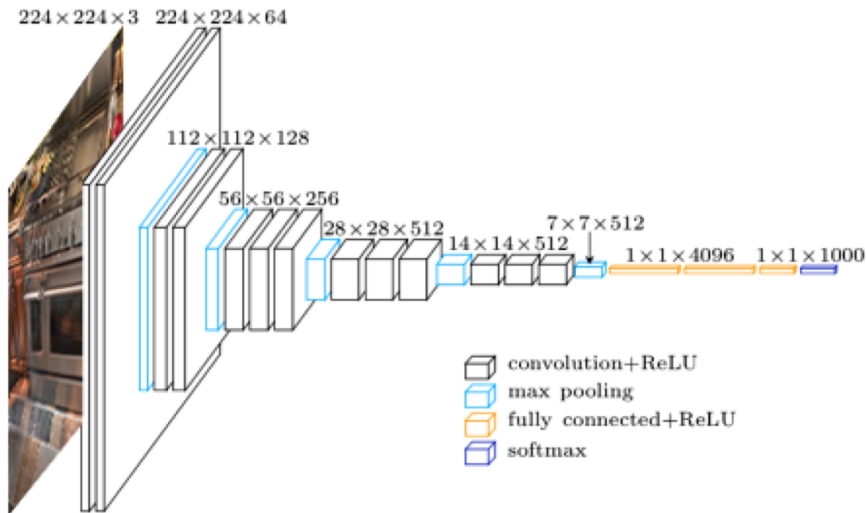 224×224×3
224×224×64
112×112×128
56×56×256
28×28×512
14×14×512
7×7×512
1×1×4096
1×1×1000
convolution+ReLU
max pooling
fully connected+ReLU
softmax